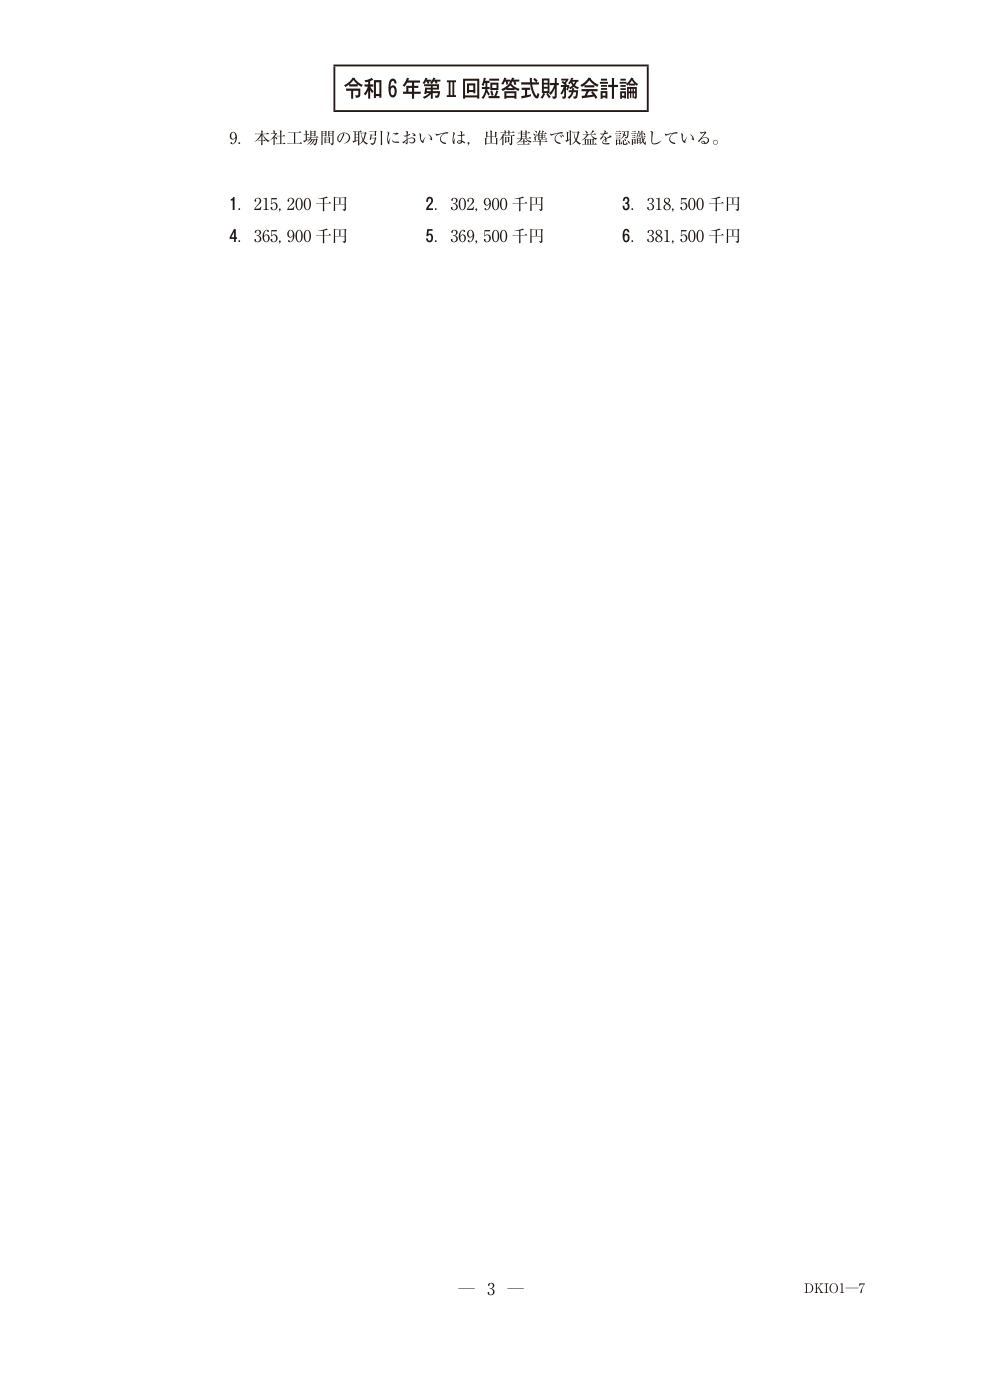 令和6年第Ⅱ回短答式財務会計論
9. 本社工場間の取引においては，出荷基準で収益を認識している。
1. 215,200 千円 2. 302,900 千円 3. 318,500 千円
4. 365,900 千円 5. 369,500 千円 6. 381,500 千円
— 3 —
DKIO1—7